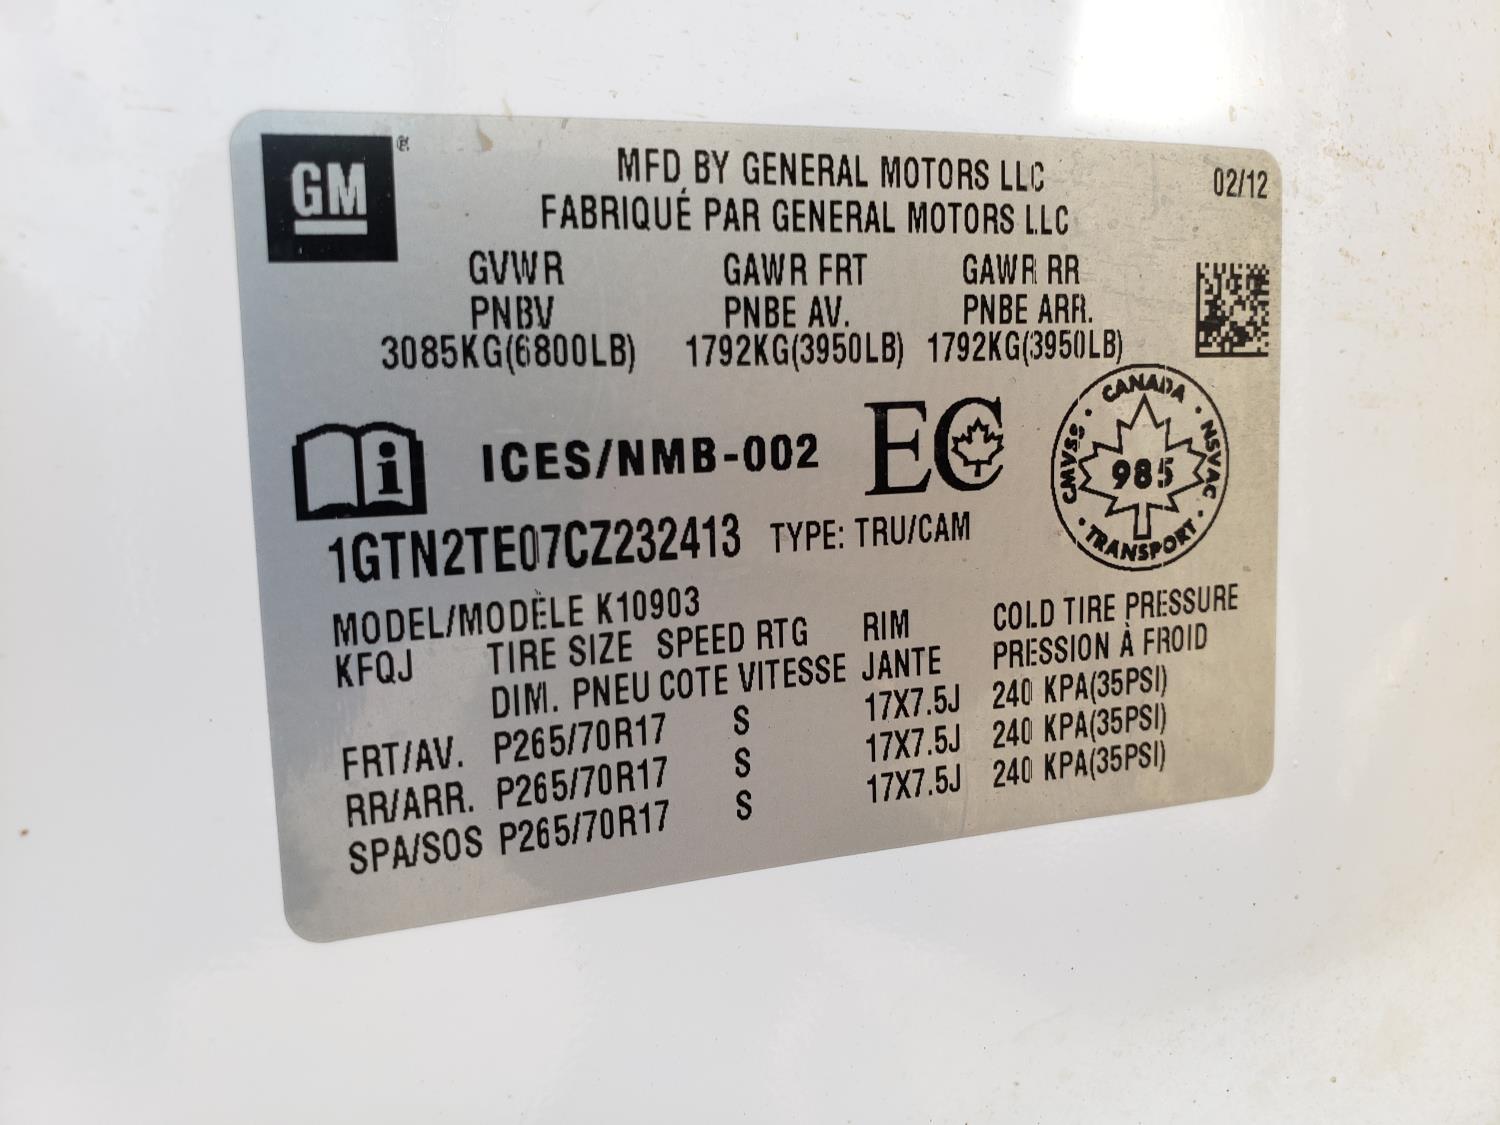 GM
MFD BY GENERAL MOTORS LLC
02/12
FABRIQUÉ PAR GENERAL MOTORS LLC
GVWR GAWR FRT GAWR RR
PNBV PNBE AV. PNBE ARR.
3085KG(6800LB) 1792KG(3950LB) 1792KG(3950LB)
i ICES/NMB-002 EC
CANADA
CMVSS 985 NSVAC
TRANSPORT
1GTN2TE07CZ232413 TYPE: TRU/CAM
MODEL/MODÈLE K10903
KFQJ TIRE SIZE SPEED RTG RIM COLD TIRE PRESSURE
DIM. PNEU COTE VITESSE JANTE PRESSION À FROID
FRT/AV. P265/70R17 S 17X7.5J 240 KPA(35PSI)
RR/ARR. P265/70R17 S 17X7.5J 240 KPA(35PSI)
SPA/SOS P265/70R17 S 17X7.5J 240 KPA(35PSI)